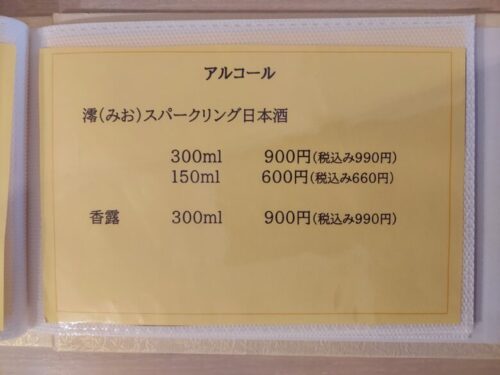 アルコール
澪(みお)スパークリング日本酒
300ml 900円(税込み990円)
150ml 600円(税込み660円)
香露 300ml 900円(税込み990円)